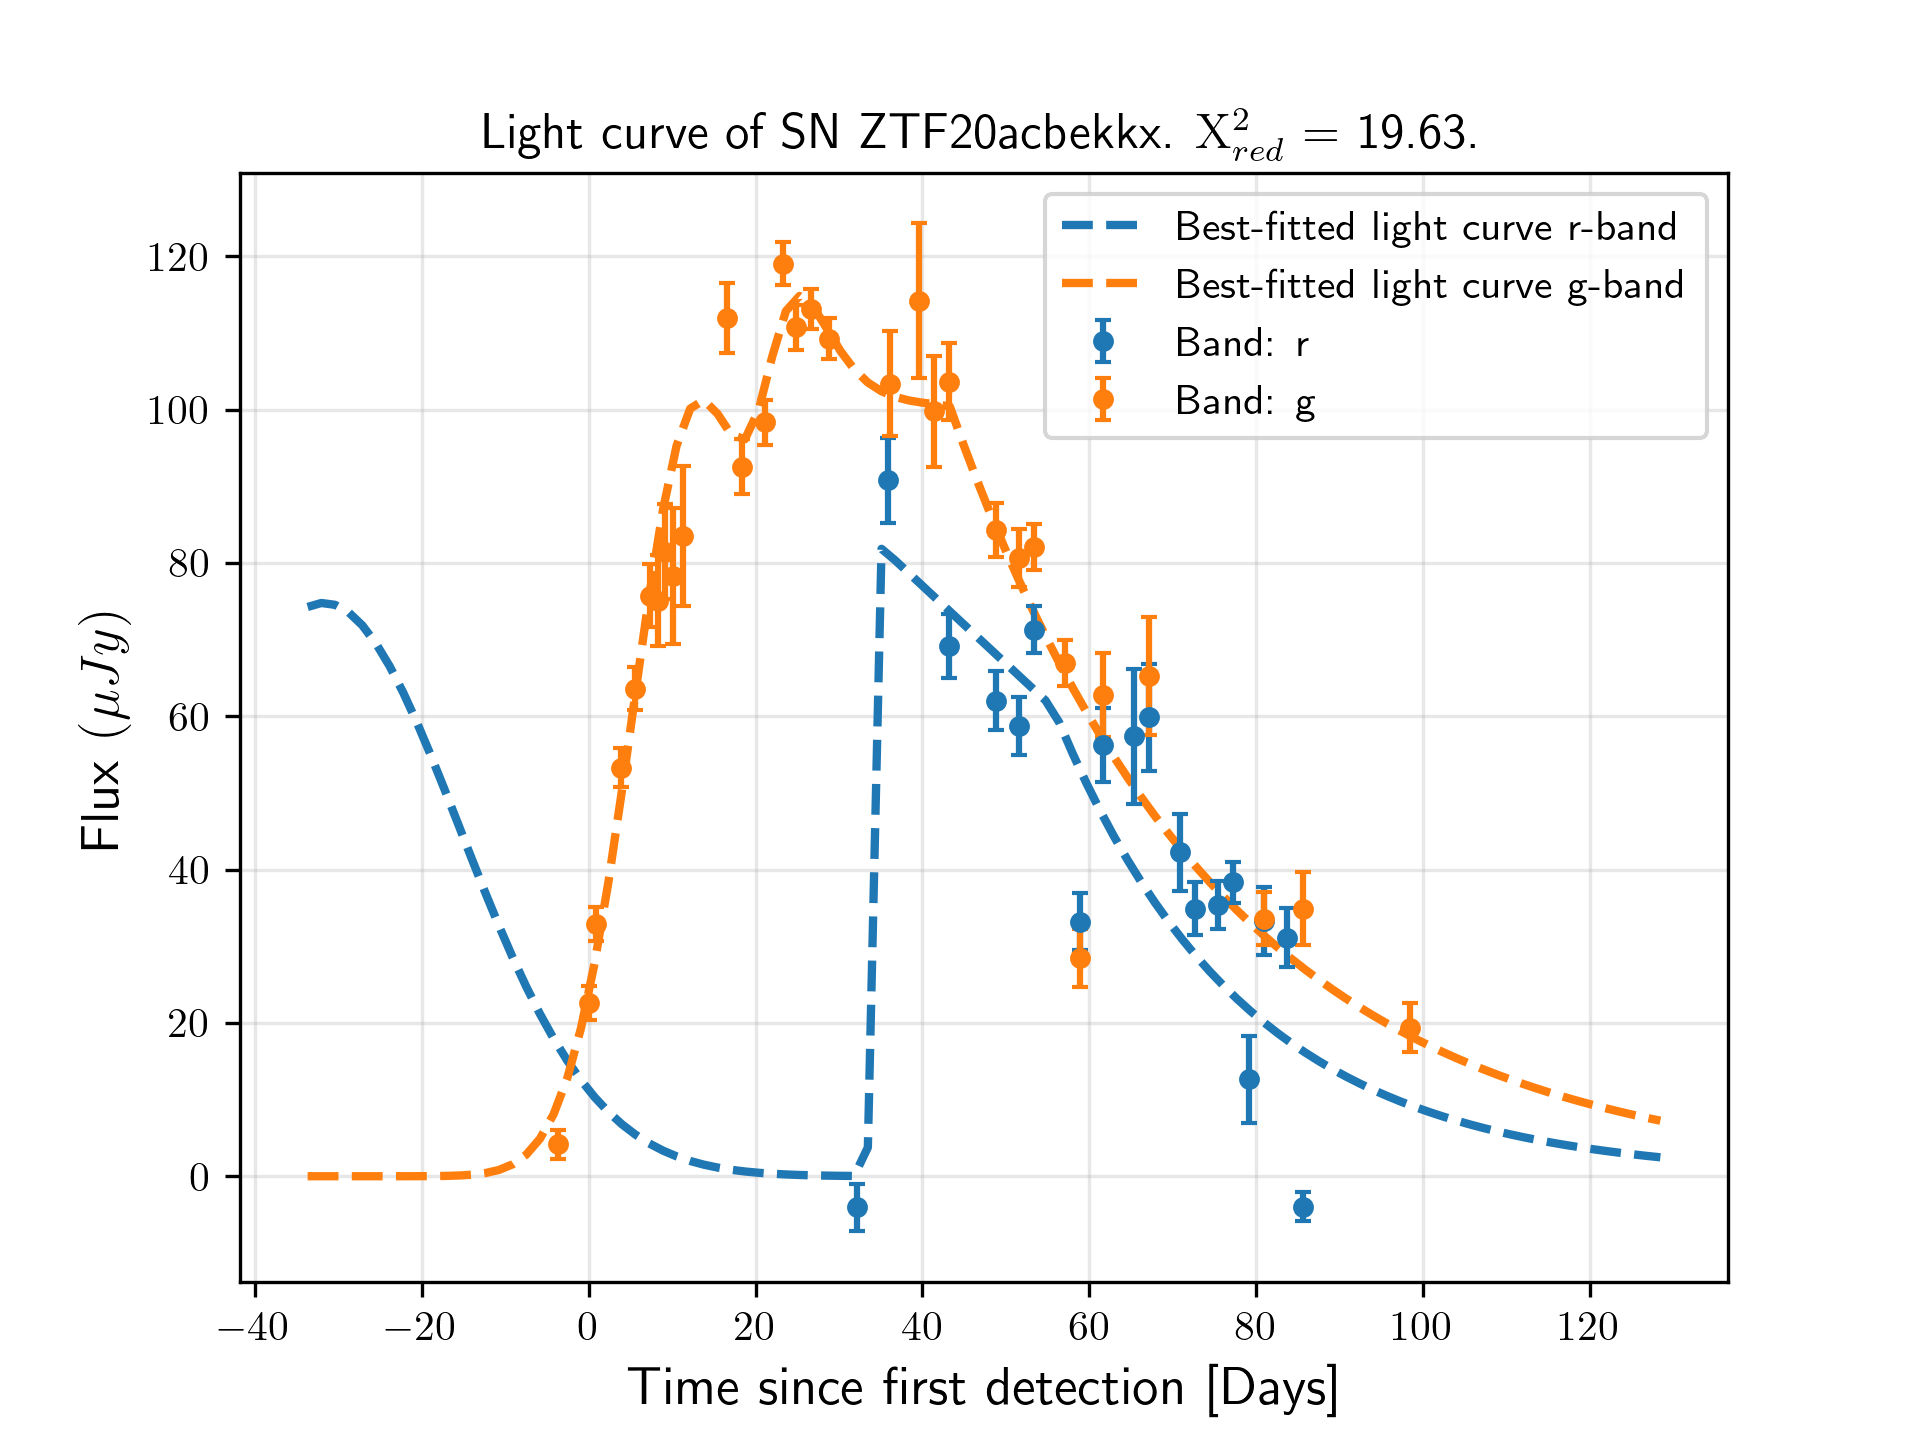 Light curve of SN ZTF20acbekkx. X²_red = 19.63.
Best-fitted light curve r-band
Best-fitted light curve g-band
Band: r
Band: g
120
100
80
60
40
20
0
Flux (μJy)
−40 −20 0 20 40 60 80 100 120
Time since first detection [Days]